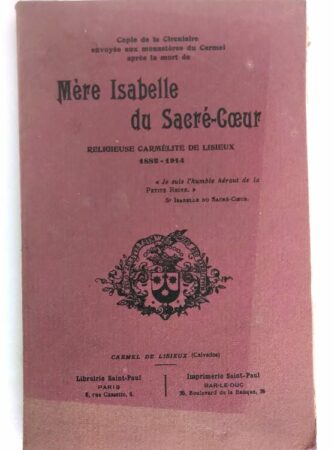 Copie de la Circulaire
envoyée aux monastères du Carmel
après la mort de
Mère Isabelle
du Sacré-Cœur
RELIGIEUSE CARMÉLITE DE LISIEUX
1882-1914
« Je suis l'humble héraut de la
PETITE REINE. »
Sr ISABELLE DU SACRÉ-CŒUR.
CARMEL DE LISIEUX (Calvados)
Librairie Saint-Paul
PARIS
6, rue Cassette, 6.
Imprimerie Saint-Paul
BAR-LE-DUC
36, Boulevard de la Banque, 36